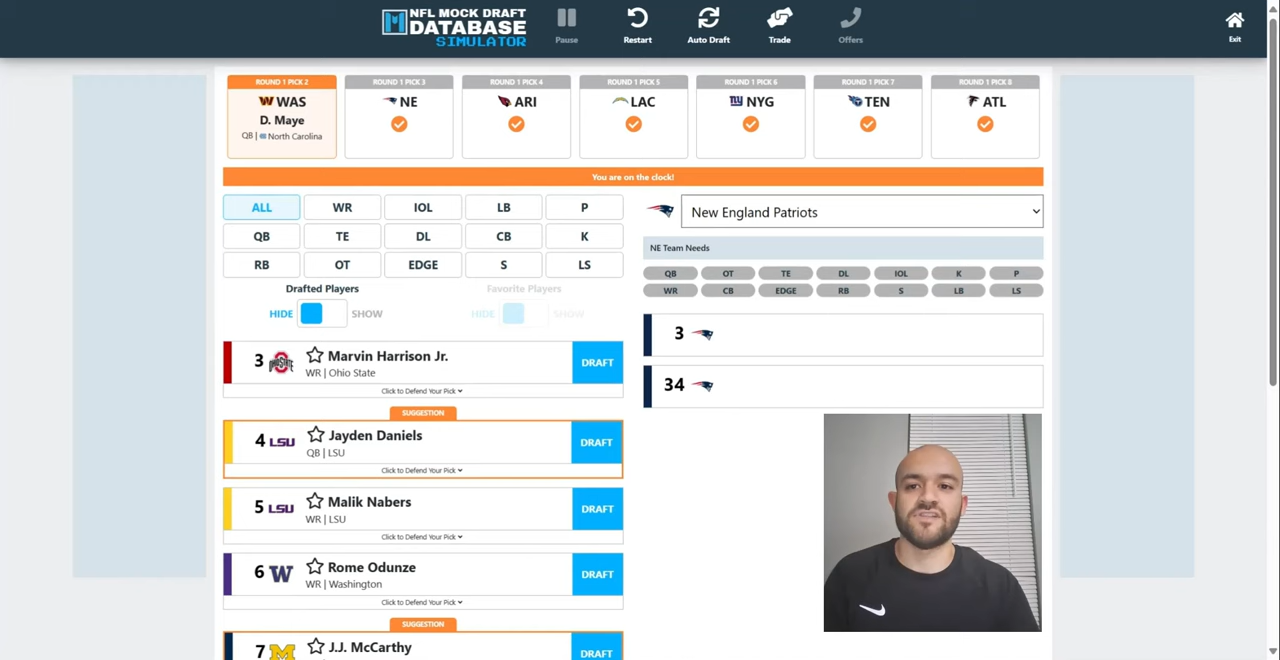 NFL MOCK DRAFT
DATABASE
SIMULATOR
Pause
Restart
Auto Draft
Trade
Offers
Exit
ROUND 1 PICK 2
WAS
D. Maye
QB | North Carolina
ROUND 1 PICK 3
NE
ROUND 1 PICK 4
ARI
ROUND 1 PICK 5
LAC
ROUND 1 PICK 6
NYG
ROUND 1 PICK 7
TEN
ROUND 1 PICK 8
ATL
You are on the clock!
ALL WR IOL LB P
QB TE DL CB K
RB OT EDGE S LS
Drafted Players
HIDE SHOW
Favorite Players
HIDE SHOW
New England Patriots
NE Team Needs
QB OT TE DL IOL K P
WR CB EDGE RB S LB LS
3
34
3 OHIO STATE Marvin Harrison Jr. DRAFT
WR | Ohio State
Click to Defend Your Pick
SUGGESTION
4 LSU Jayden Daniels DRAFT
QB | LSU
Click to Defend Your Pick
5 LSU Malik Nabers DRAFT
WR | LSU
Click to Defend Your Pick
6 W Rome Odunze DRAFT
WR | Washington
Click to Defend Your Pick
SUGGESTION
7 M J.J. McCarthy DRAFT